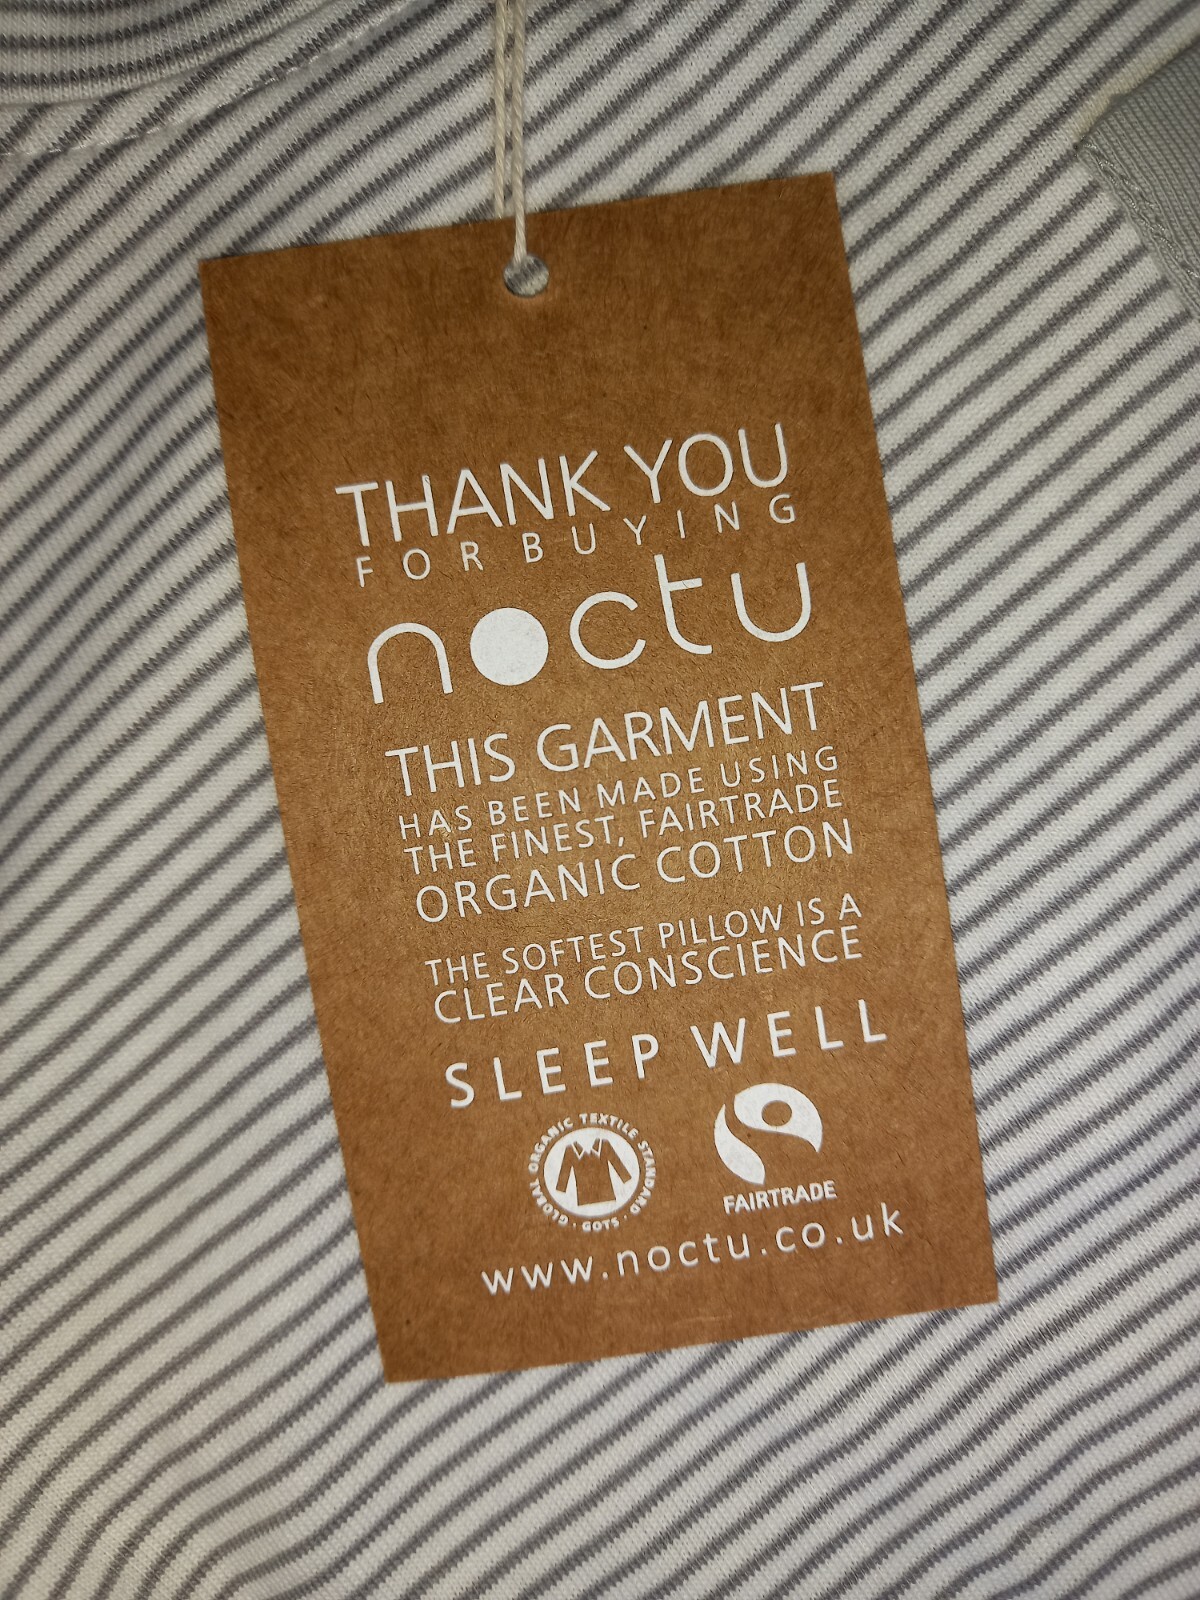 THANK YOU
FOR BUYING
noctu
THIS GARMENT
HAS BEEN MADE USING
THE FINEST, FAIRTRADE
ORGANIC COTTON
THE SOFTEST PILLOW IS A
CLEAR CONSCIENCE
SLEEP WELL
GLOBAL ORGANIC TEXTILE STANDARD · GOTS ·
FAIRTRADE
www.noctu.co.uk